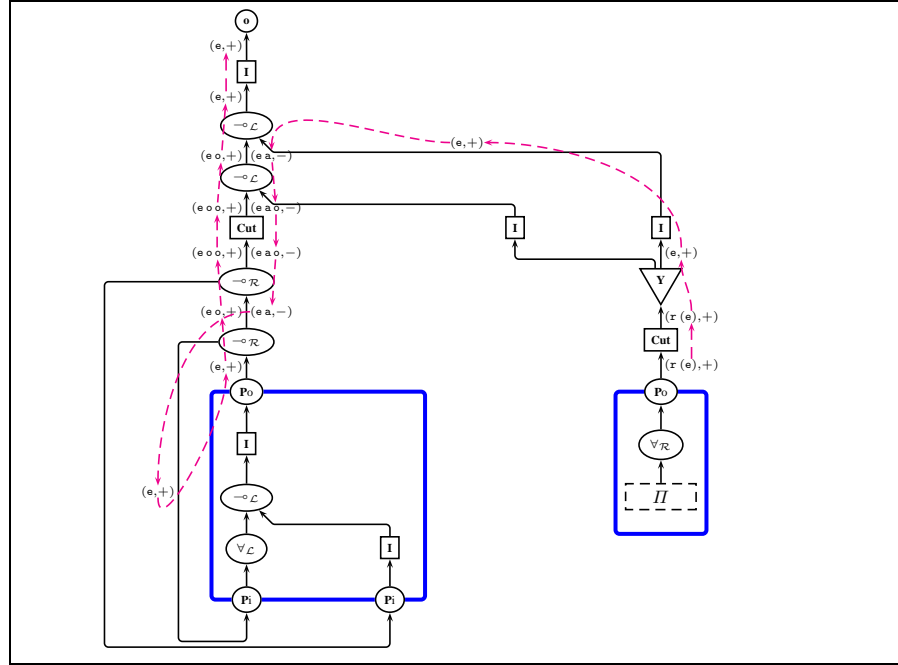 o
(e,+)
I
(e,+)
⊸ℒ
(e,+)
(e o,+) (e a,−)
⊸ℒ
(e o o,+) (e a o,−)
Cut I I
(e o o,+) (e a o,−) (e,+)
⊸ℛ Y
(e o,+) (e a,−) (r (e),+)
⊸ℛ Cut
(e,+) (r (e),+)
Po Po
I ∀ℛ
(e,+) ⊸ℒ Π
∀ℒ I
Pi Pi